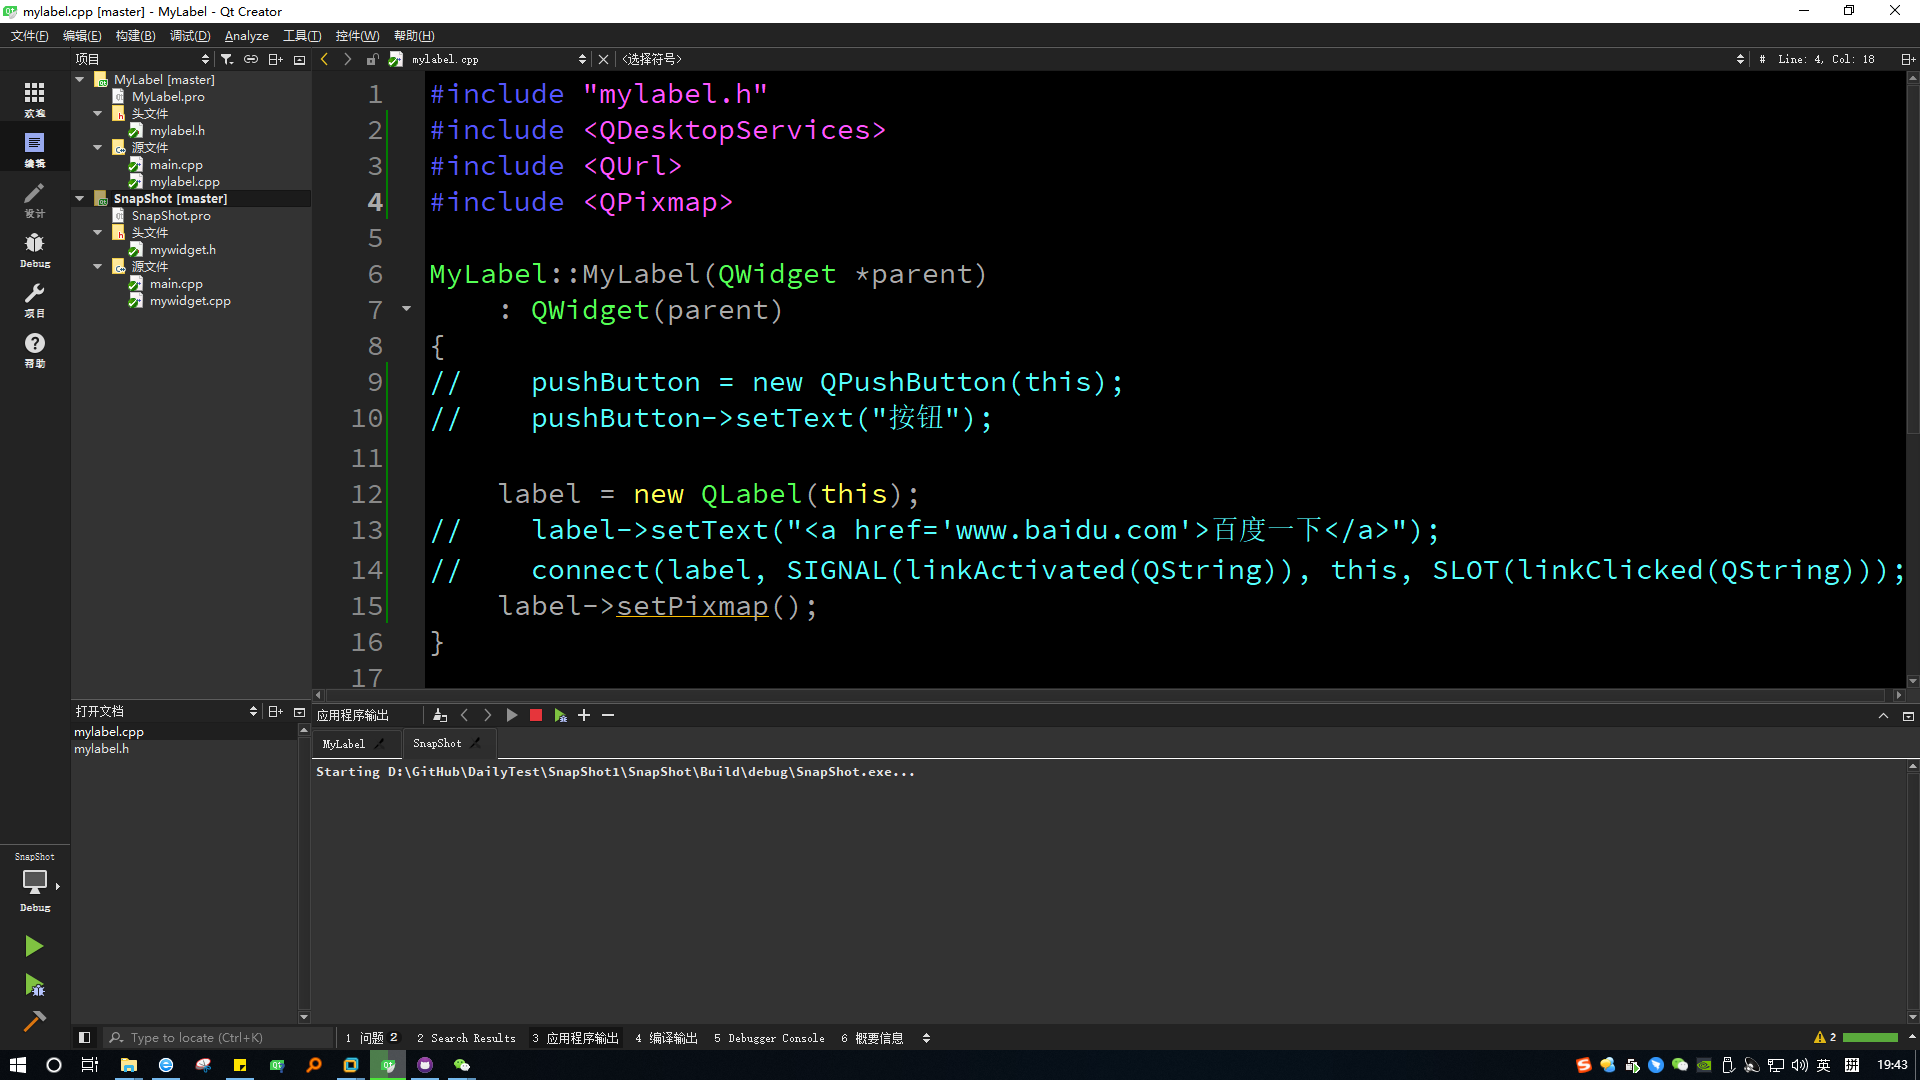 mylabel.cpp [master] - MyLabel - Qt Creator
文件(F) 编辑(E) 构建(B) 调试(D) Analyze 工具(T) 控件(W) 帮助(H)
项目
mylabel.cpp
<选择符号>
# Line: 4, Col: 18
欢迎
编辑
设计
Debug
项目
帮助
MyLabel [master]
MyLabel.pro
头文件
mylabel.h
源文件
main.cpp
mylabel.cpp
SnapShot [master]
SnapShot.pro
头文件
mywidget.h
源文件
main.cpp
mywidget.cpp
1 #include "mylabel.h"
2 #include <QDesktopServices>
3 #include <QUrl>
4 #include <QPixmap>
5
6 MyLabel::MyLabel(QWidget *parent)
7 : QWidget(parent)
8 {
9 // pushButton = new QPushButton(this);
10 // pushButton->setText("按钮");
11
12 label = new QLabel(this);
13 // label->setText("<a href='www.baidu.com'>百度一下</a>");
14 // connect(label, SIGNAL(linkActivated(QString)), this, SLOT(linkClicked(QString)));
15 label->setPixmap();
16 }
17
打开文档
mylabel.cpp
mylabel.h
应用程序输出
MyLabel
SnapShot
Starting D:\GitHub\DailyTest\SnapShot1\SnapShot\Build\debug\SnapShot.exe...
SnapShot
Debug
Type to locate (Ctrl+K)
1 问题 2
2 Search Results
3 应用程序输出
4 编译输出
5 Debugger Console
6 概要信息
2
英
拼
19:43